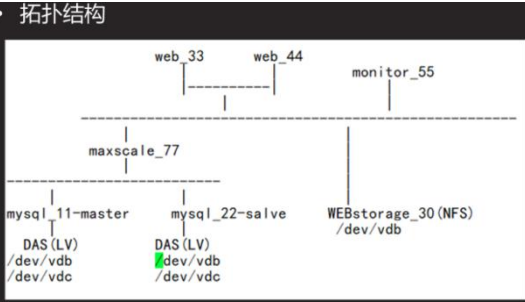 • 拓扑结构
web_33 web_44
monitor_55
maxscale_77
mysql_11-master mysql_22-salve WEBstorage_30(NFS)
/dev/vdb
DAS(LV) DAS(LV)
/dev/vdb /dev/vdb
/dev/vdc /dev/vdc